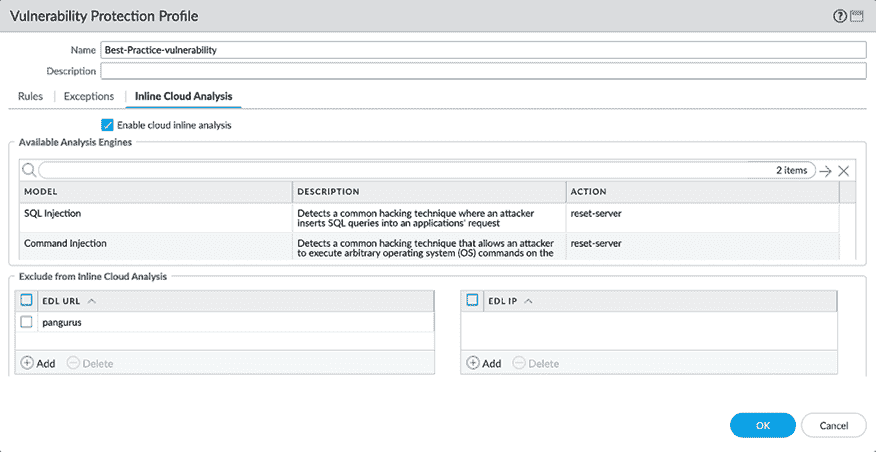 Vulnerability Protection Profile
Name Best-Practice-vulnerability
Description
Rules Exceptions Inline Cloud Analysis
Enable cloud inline analysis
Available Analysis Engines
2 items
MODEL DESCRIPTION ACTION
SQL Injection Detects a common hacking technique where an attacker reset-server
inserts SQL queries into an applications' request
Command Injection Detects a common hacking technique that allows an attacker reset-server
to execute arbitrary operating system (OS) commands on the
Exclude from Inline Cloud Analysis
EDL URL EDL IP
pangurus
Add Delete Add Delete
OK Cancel